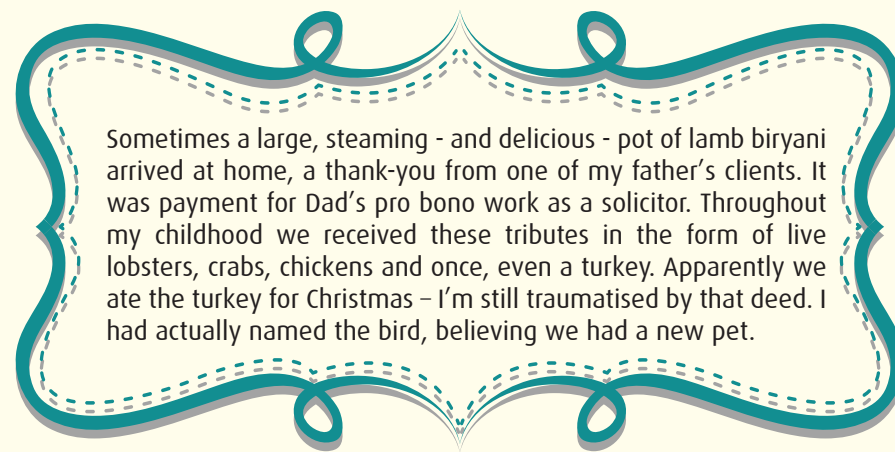 Sometimes a large, steaming - and delicious - pot of lamb biryani
arrived at home, a thank-you from one of my father’s clients. It
was payment for Dad’s pro bono work as a solicitor. Throughout
my childhood we received these tributes in the form of live
lobsters, crabs, chickens and once, even a turkey. Apparently we
ate the turkey for Christmas – I’m still traumatised by that deed. I
had actually named the bird, believing we had a new pet.